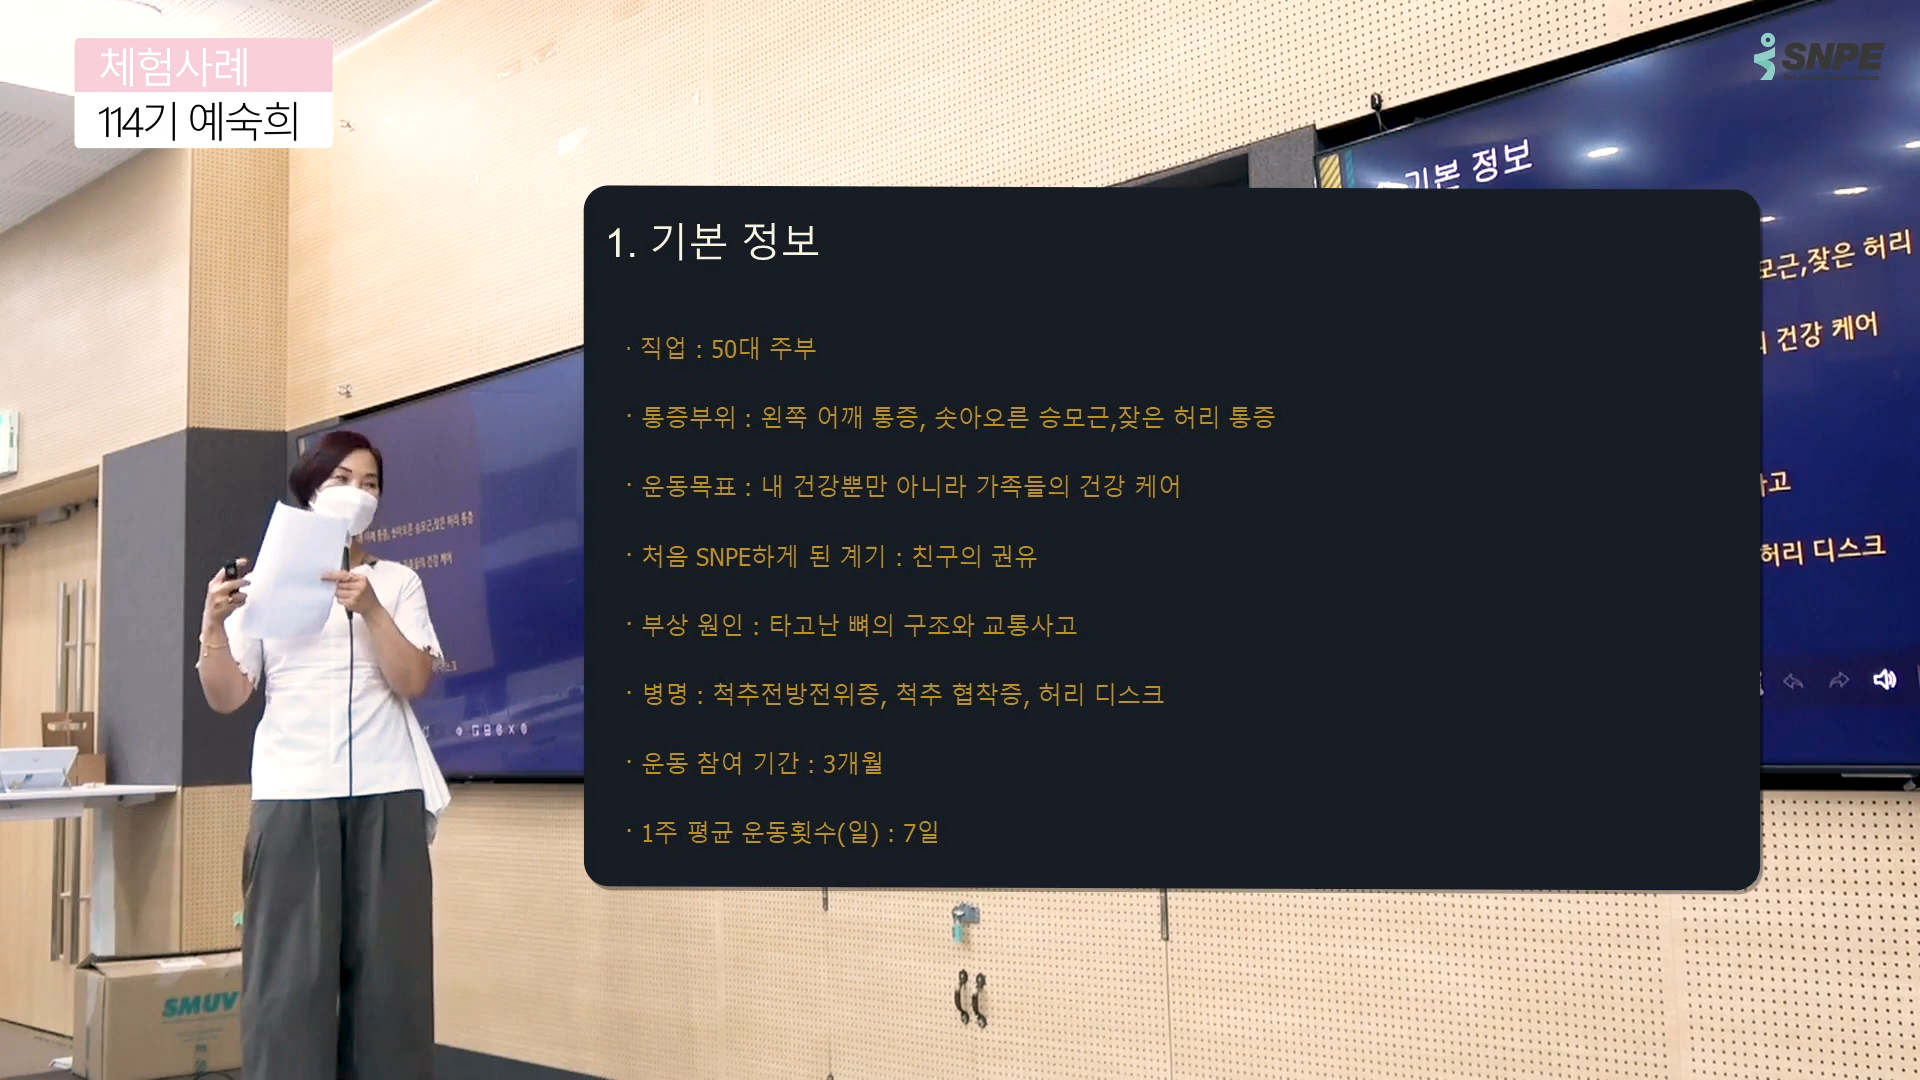 체험사례
114기 예숙희
SNPE
기본 정보
모근,잦은 허리
건강 케어
고
허리 디스크
1. 기본 정보
· 직업 : 50대 주부
· 통증부위 : 왼쪽 어깨 통증, 솟아오른 승모근,잦은 허리 통증
· 운동목표 : 내 건강뿐만 아니라 가족들의 건강 케어
· 처음 SNPE하게 된 계기 : 친구의 권유
· 부상 원인 : 타고난 뼈의 구조와 교통사고
· 병명 : 척추전방전위증, 척추 협착증, 허리 디스크
· 운동 참여 기간 : 3개월
· 1주 평균 운동횟수(일) : 7일
SMUV